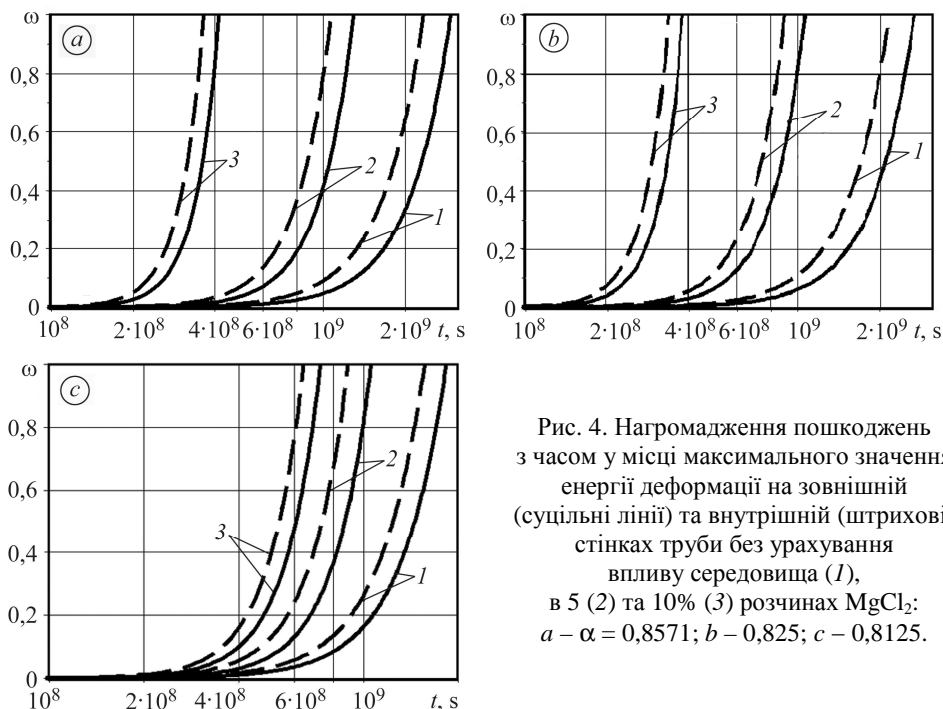 ω
a
0,8
0,6
0,4
0,2
0
3
2
1
10⁸ 2·10⁸ 4·10⁸ 6·10⁸ 10⁹ 2·10⁹ t, s
ω
b
0,8
0,6
0,4
0,2
0
3
2
1
10⁸ 2·10⁸ 4·10⁸ 6·10⁸ 10⁹ 2·10⁹ t, s
ω
c
0,8
0,6
0,4
0,2
0
3
2
1
10⁸ 2·10⁸ 4·10⁸ 6·10⁸ 10⁹ t, s
Рис. 4. Нагромадження пошкоджень
з часом у місці максимального значення
енергії деформації на зовнішній
(суцільні лінії) та внутрішній (штрихові
стінках труби без урахування
впливу середовища (1),
в 5 (2) та 10% (3) розчинах MgCl₂:
a – α = 0,8571; b – 0,825; c – 0,8125.